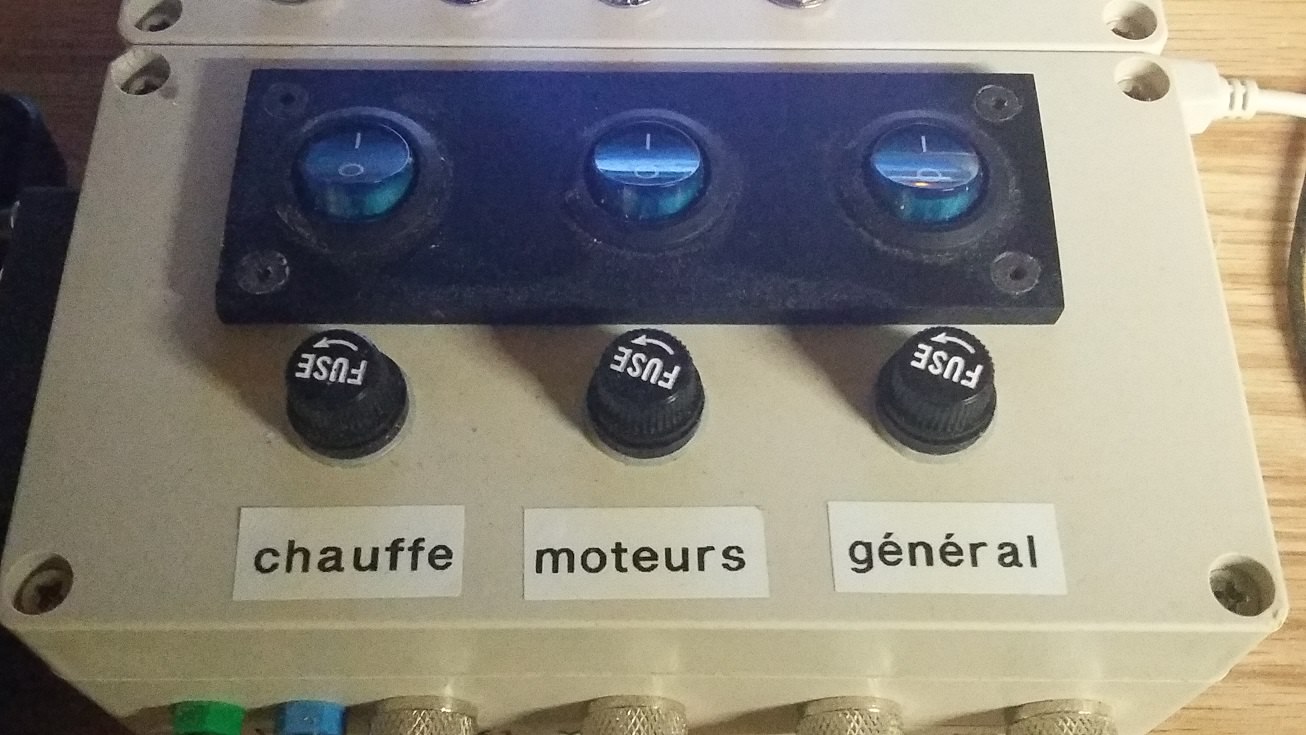 I O I O I O
FUSE FUSE FUSE
chauffe moteurs général